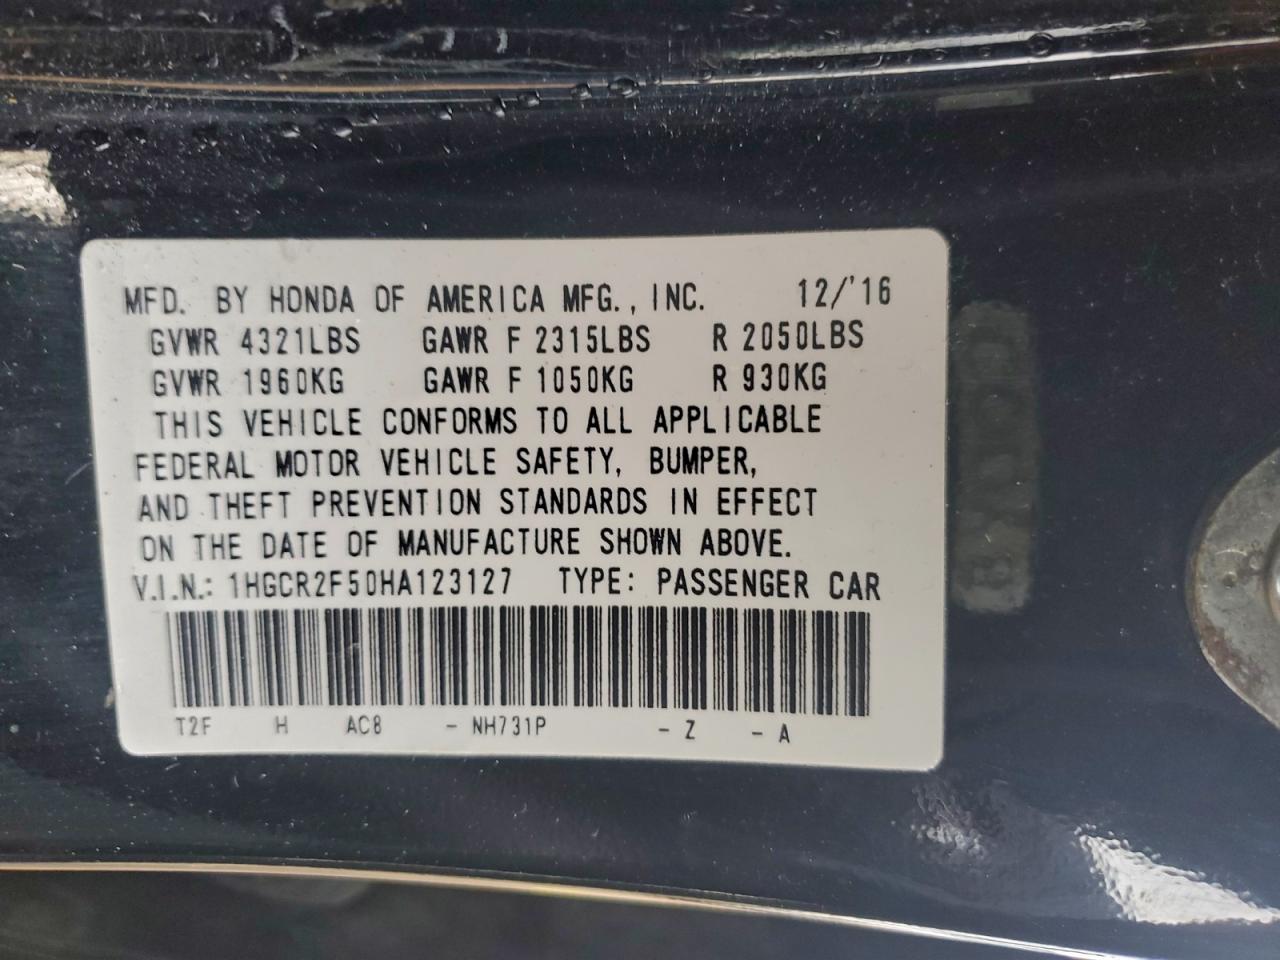 MFD. BY HONDA OF AMERICA MFG., INC. 12/'16
GVWR 4321LBS GAWR F 2315LBS R 2050LBS
GVWR 1960KG GAWR F 1050KG R 930KG
THIS VEHICLE CONFORMS TO ALL APPLICABLE
FEDERAL MOTOR VEHICLE SAFETY, BUMPER,
AND THEFT PREVENTION STANDARDS IN EFFECT
ON THE DATE OF MANUFACTURE SHOWN ABOVE.
V.I.N.: 1HGCR2F50HA123127 TYPE: PASSENGER CAR
T2F H AC8 - NH731P - Z - A